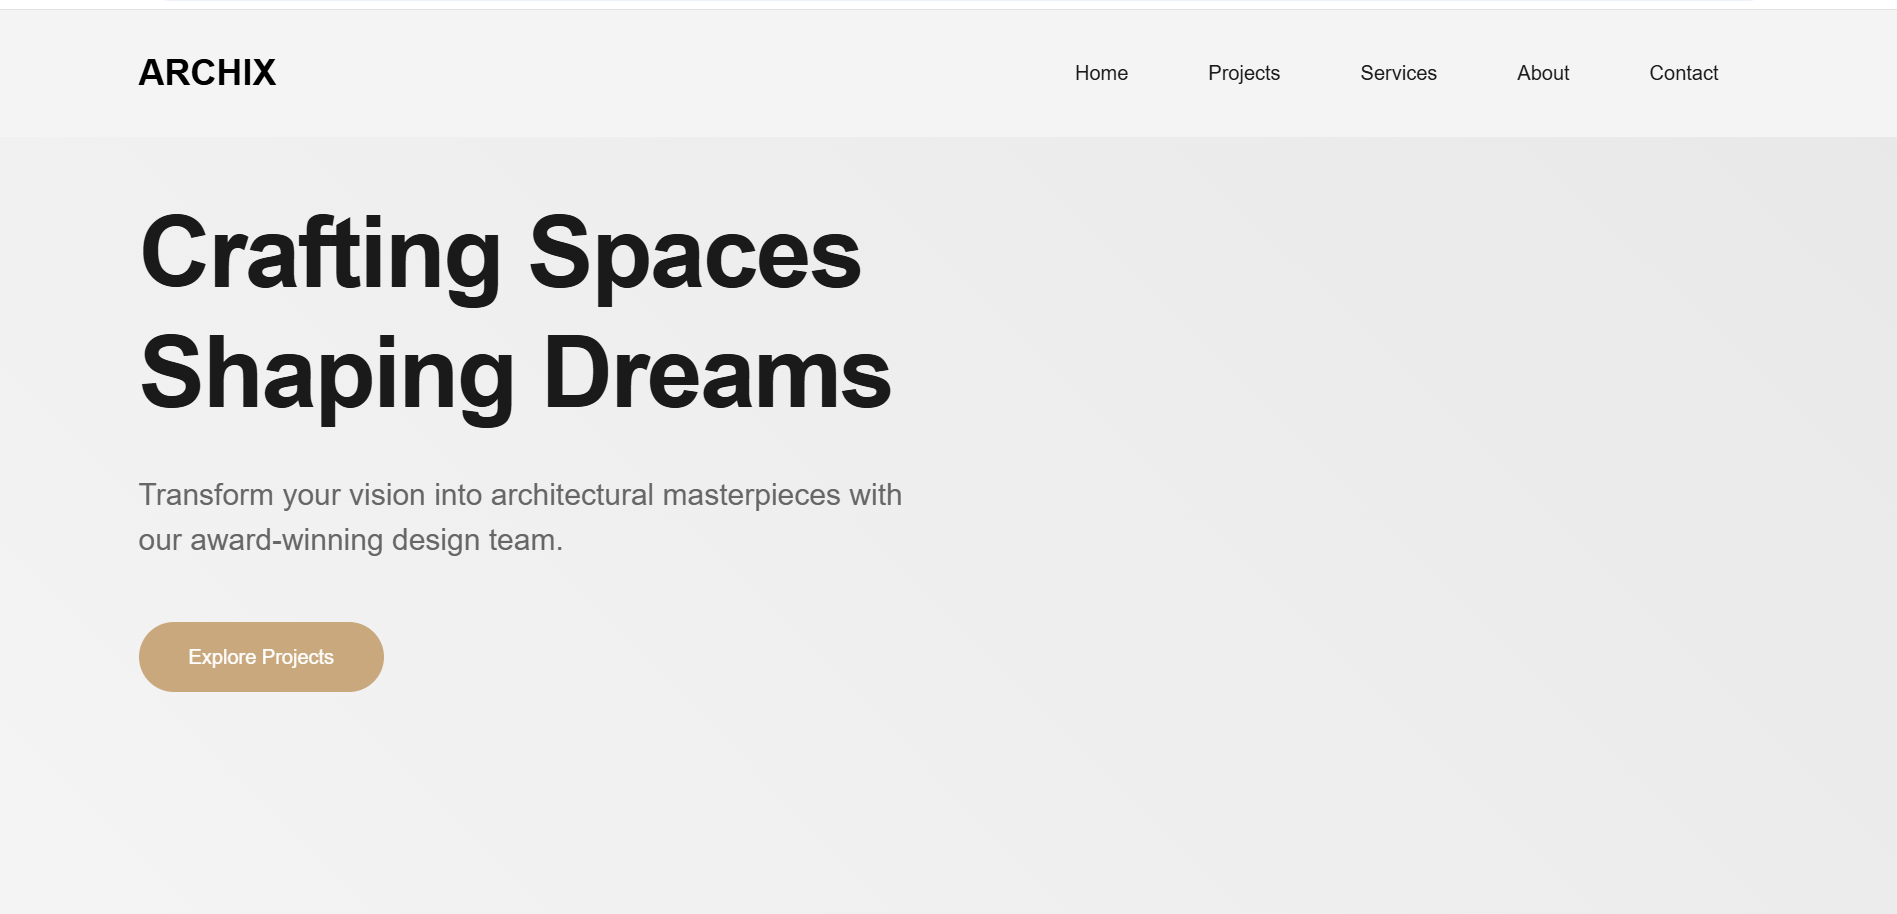 ARCHIX
Home Projects Services About Contact
Crafting Spaces
Shaping Dreams
Transform your vision into architectural masterpieces with
our award-winning design team.
Explore Projects